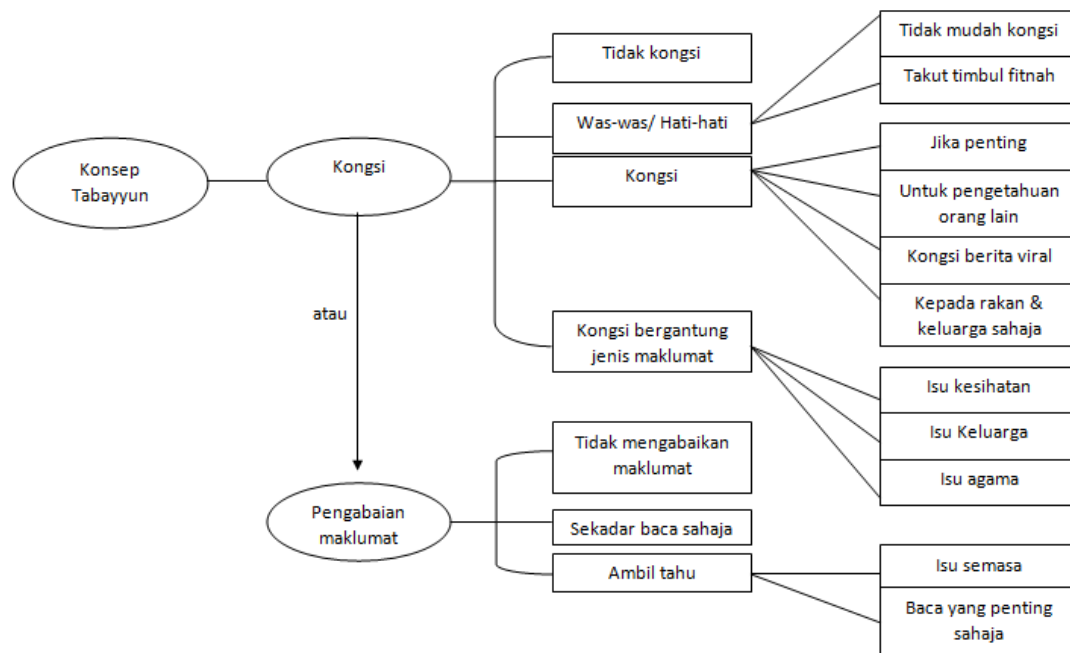 Konsep
Tabayyun
Kongsi
atau
Pengabaian
maklumat
Tidak kongsi
Was-was/ Hati-hati
Kongsi
Kongsi bergantung
jenis maklumat
Tidak mengabaikan
maklumat
Sekadar baca sahaja
Ambil tahu
Tidak mudah kongsi
Takut timbul fitnah
Jika penting
Untuk pengetahuan
orang lain
Kongsi berita viral
Kepada rakan &
keluarga sahaja
Isu kesihatan
Isu Keluarga
Isu agama
Isu semasa
Baca yang penting
sahaja